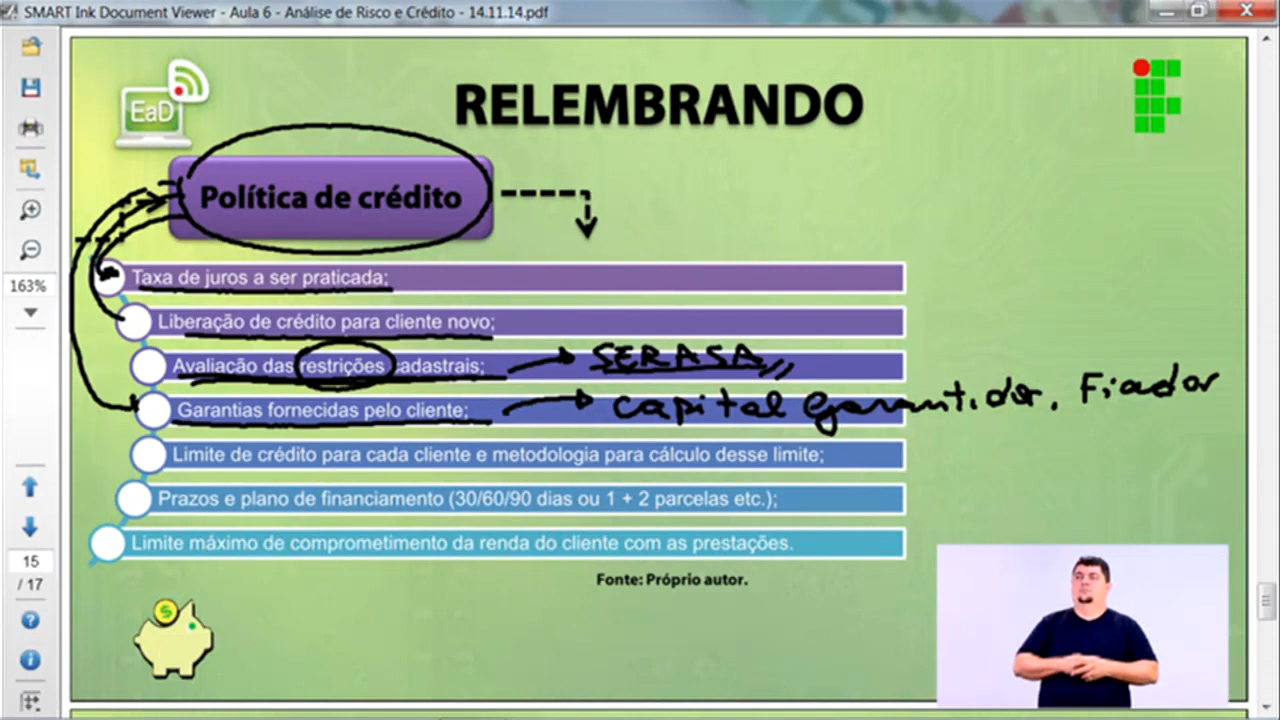 SMART Ink Document Viewer - Aula 6 - Análise de Risco e Crédito - 14.11.14.pdf
EaD
RELEMBRANDO
Política de crédito
163%
Taxa de juros a ser praticada;
Liberação de crédito para cliente novo;
Avaliação das restrições cadastrais; SERASA
Garantias fornecidas pelo cliente; capital garantidor. Fiador
Limite de crédito para cada cliente e metodologia para cálculo desse limite;
Prazos e plano de financiamento (30/60/90 dias ou 1 + 2 parcelas etc.);
Limite máximo de comprometimento da renda do cliente com as prestações.
15
/ 17
Fonte: Próprio autor.